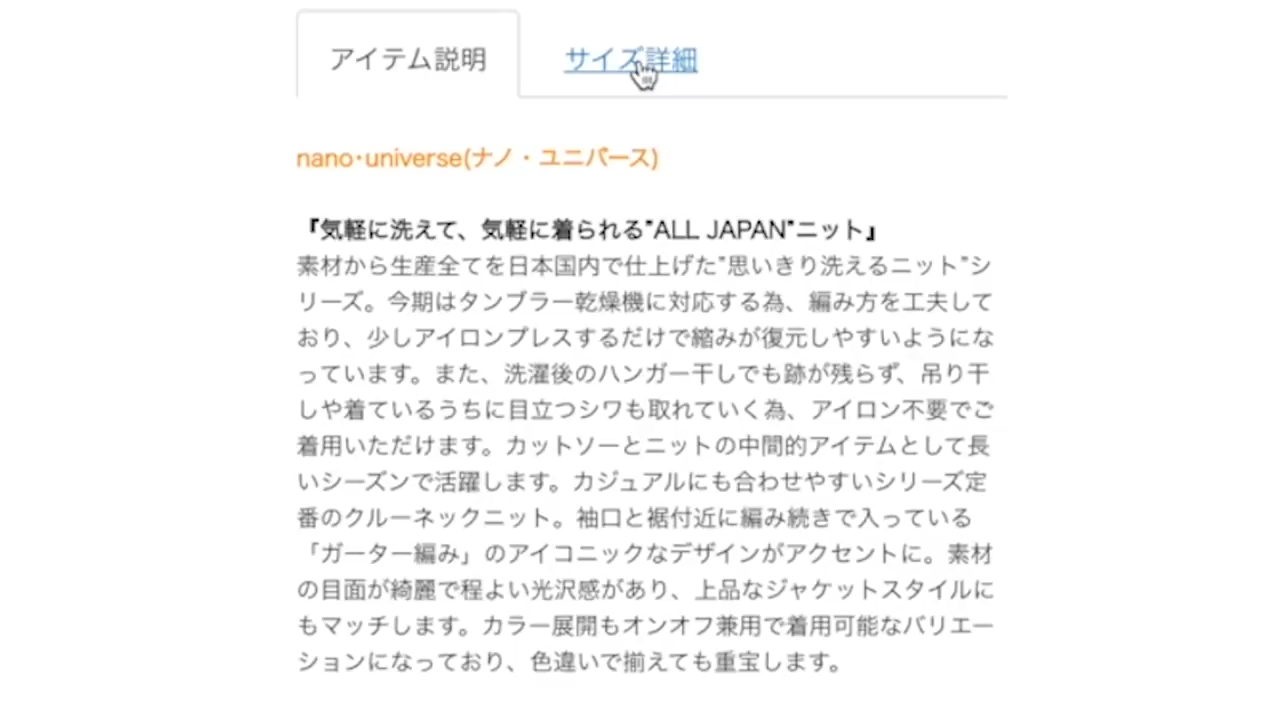 アイテム説明
サイズ詳細
nano･universe(ナノ・ユニバース)
『気軽に洗えて、気軽に着られる"ALL JAPAN"ニット』
素材から生産全てを日本国内で仕上げた"思いきり洗えるニット"シ
リーズ。今期はタンブラー乾燥機に対応する為、編み方を工夫して
おり、少しアイロンプレスするだけで縮みが復元しやすいようにな
っています。また、洗濯後のハンガー干しでも跡が残らず、吊り干
しや着ているうちに目立つシワも取れていく為、アイロン不要でご
着用いただけます。カットソーとニットの中間的アイテムとして長
いシーズンで活躍します。カジュアルにも合わせやすいシリーズ定
番のクルーネックニット。袖口と裾付近に編み続きで入っている
「ガーター編み」のアイコニックなデザインがアクセントに。素材
の目面が綺麗で程よい光沢感があり、上品なジャケットスタイルに
もマッチします。カラー展開もオンオフ兼用で着用可能なバリエー
ションになっており、色違いで揃えても重宝します。